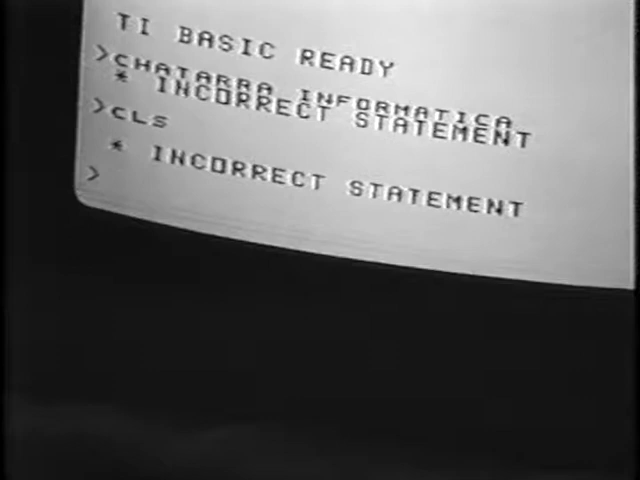 TI BASIC READY
>CHATARRA INFORMATICA
* INCORRECT STATEMENT
>CLS
* INCORRECT STATEMENT
>